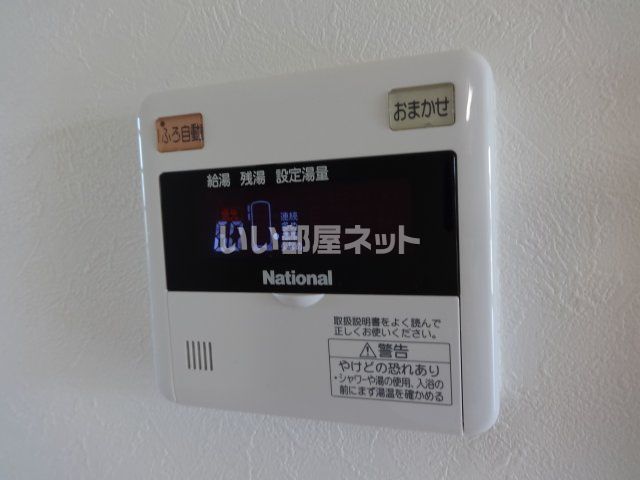 ふろ自動
おまかせ
給湯 残湯 設定湯量
連続
いい部屋ネット
National
取扱説明書をよく読んで
正しくお使いください。
警告
やけどの恐れあり
・シャワーや湯の使用、入浴の
前にまず湯温を確かめる